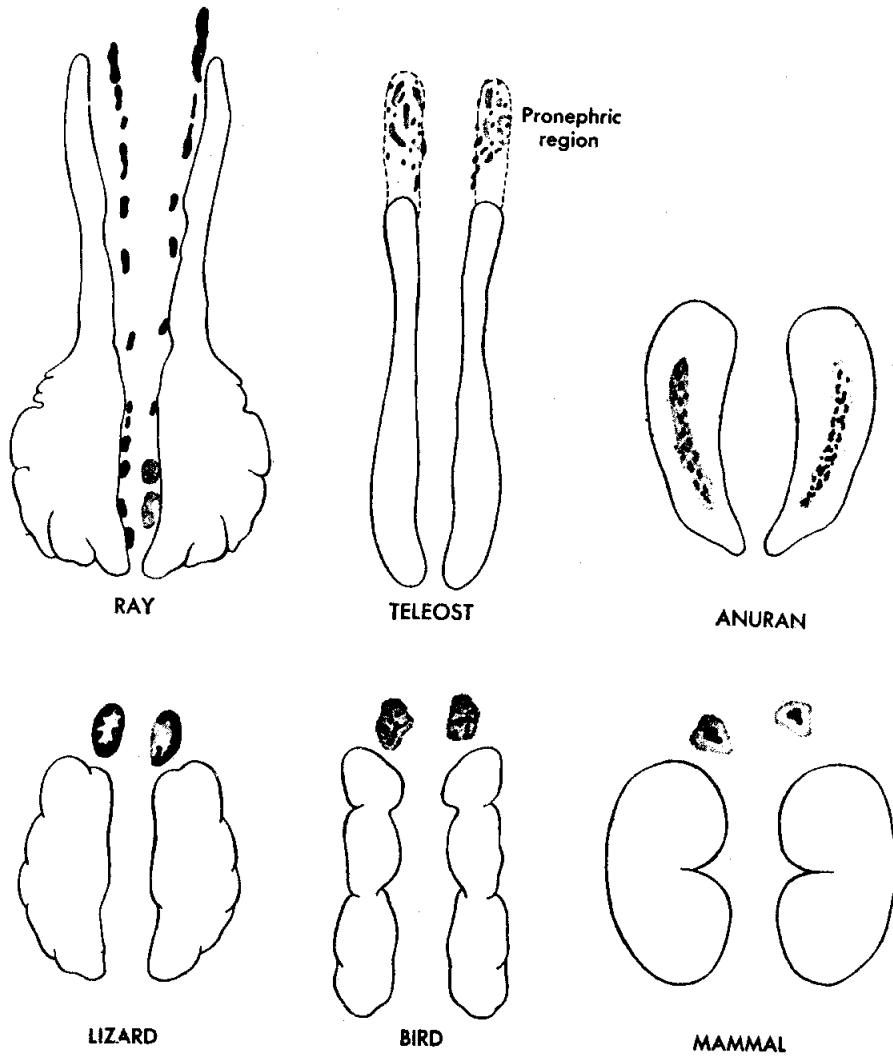 Pronephric
region
RAY
TELEOST
ANURAN
LIZARD
BIRD
MAMMAL